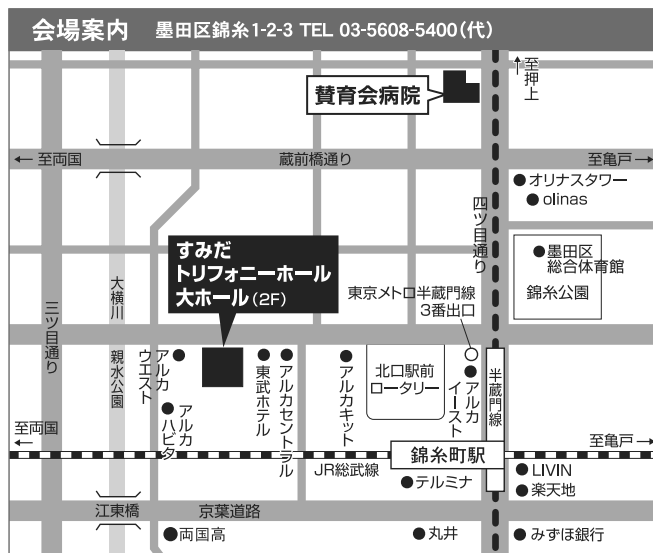 会場案内 墨田区錦糸1-2-3 TEL 03-5608-5400(代)
↑至押上
賛育会病院
←至両国
蔵前橋通り
至亀戸→
●オリナスタワー
●olinas
四ツ目通り
●墨田区
総合体育館
錦糸公園
すみだ
トリフォニーホール
大ホール(2F)
東京メトロ半蔵門線
3番出口
三ツ目通り
大横川
親水公園
アルカ
ウエスト
アルカ
ハビタ
東武ホテル
アルカセントラル
アルカキット
北口駅前
ロータリー
アルカ
イースト
半蔵門線
至両国
←
至亀戸→
JR総武線
錦糸町駅
●テルミナ
●LIVIN
●楽天地
江東橋
京葉道路
●両国高
●丸井
●みずほ銀行